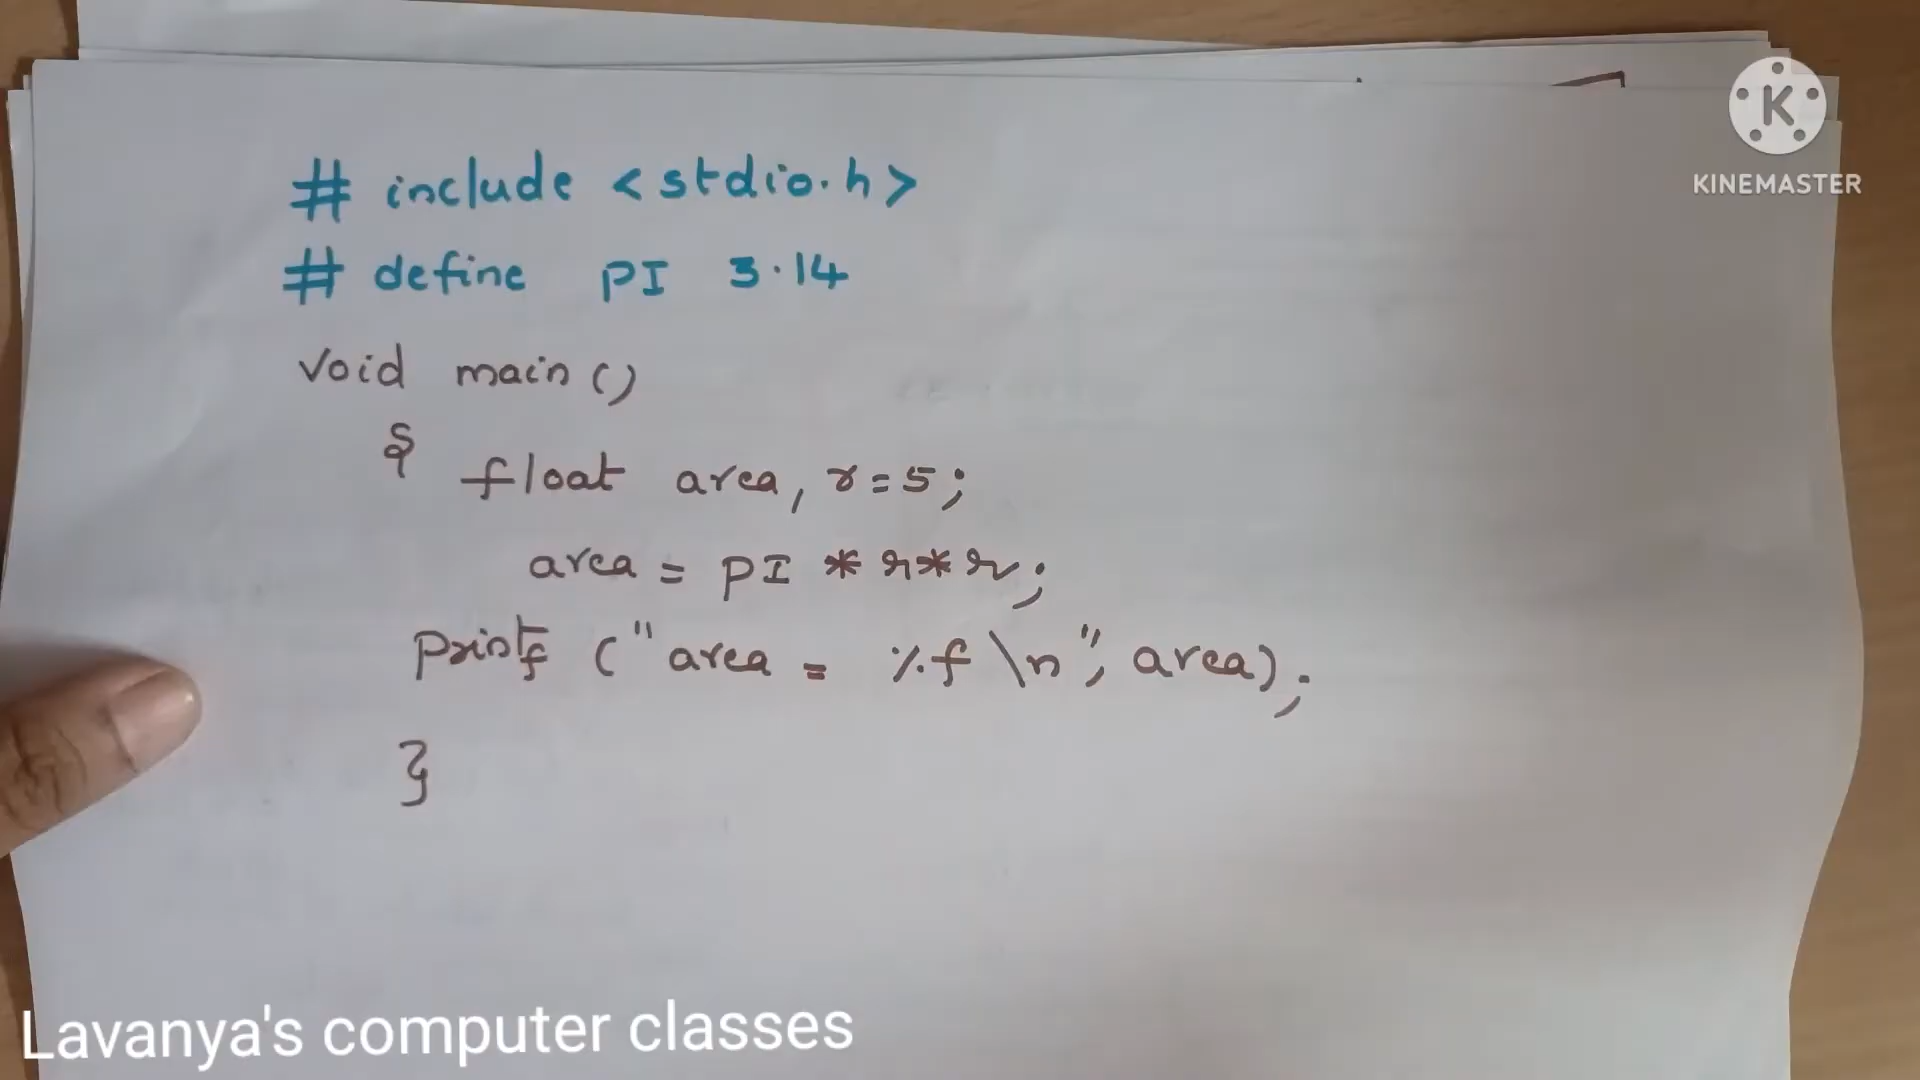 # include <stdio.h>
# define PI 3.14
void main()
{ float area, r=5;
area = PI * r*r;
printf ("area = %f \n", area);
}
K
KINEMASTER
Lavanya's computer classes